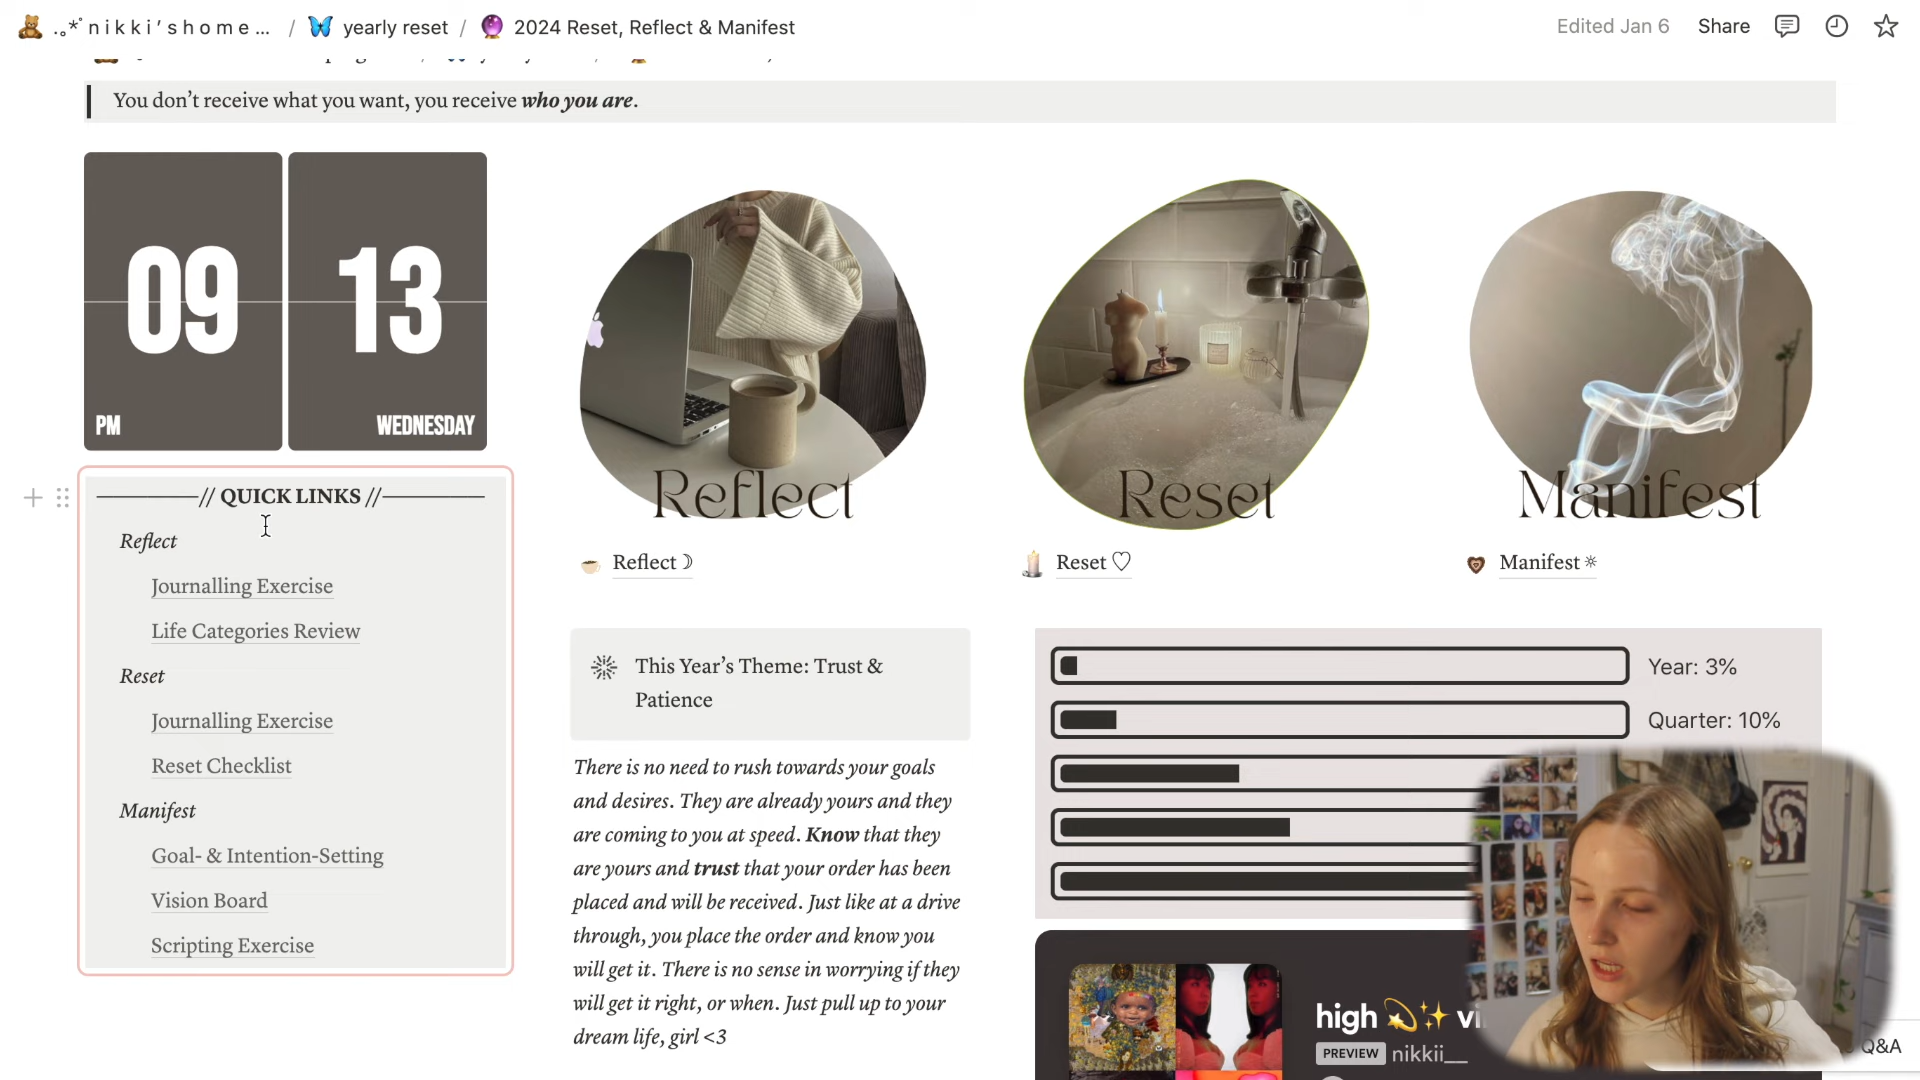 .｡*ﾟn i k k i ' s h o m e ... / yearly reset / 2024 Reset, Reflect & Manifest
Edited Jan 6 Share
You don't receive what you want, you receive who you are.
09 13
PM WEDNESDAY
Reflect Reset Manifest
Reflect ☽
Reset ♡
Manifest ☼
// QUICK LINKS //
Reflect
Journalling Exercise
Life Categories Review
Reset
Journalling Exercise
Reset Checklist
Manifest
Goal- & Intention-Setting
Vision Board
Scripting Exercise
This Year's Theme: Trust &
Patience
There is no need to rush towards your goals
and desires. They are already yours and they
are coming to you at speed. Know that they
are yours and trust that your order has been
placed and will be received. Just like at a drive
through, you place the order and know you
will get it. There is no sense in worrying if they
will get it right, or when. Just pull up to your
dream life, girl <3
Year: 3%
Quarter: 10%
high 💫✨
PREVIEW nikkii__
Q&A